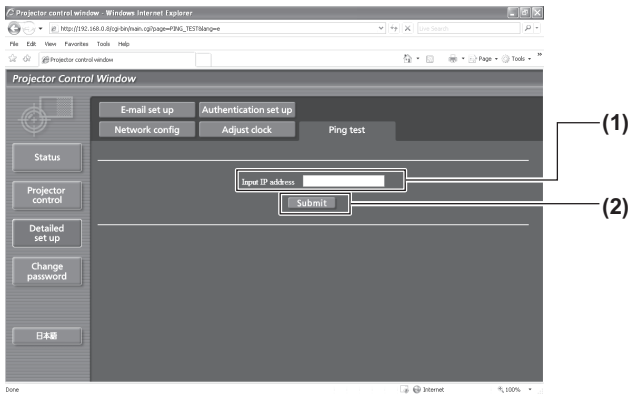 Projector control window - Windows Internet Explorer
http://192.168.0.8/cgi-bin/main.cgi?page=PING_TEST&lang=e
Live Search
File Edit View Favorites Tools Help
Projector control window
Page Tools
Projector Control Window
E-mail set up Authentication set up
Network config Adjust clock Ping test
(1)
Status
Input IP address
Projector control
Submit
(2)
Detailed set up
Change password
日本語
Done
Internet
100%